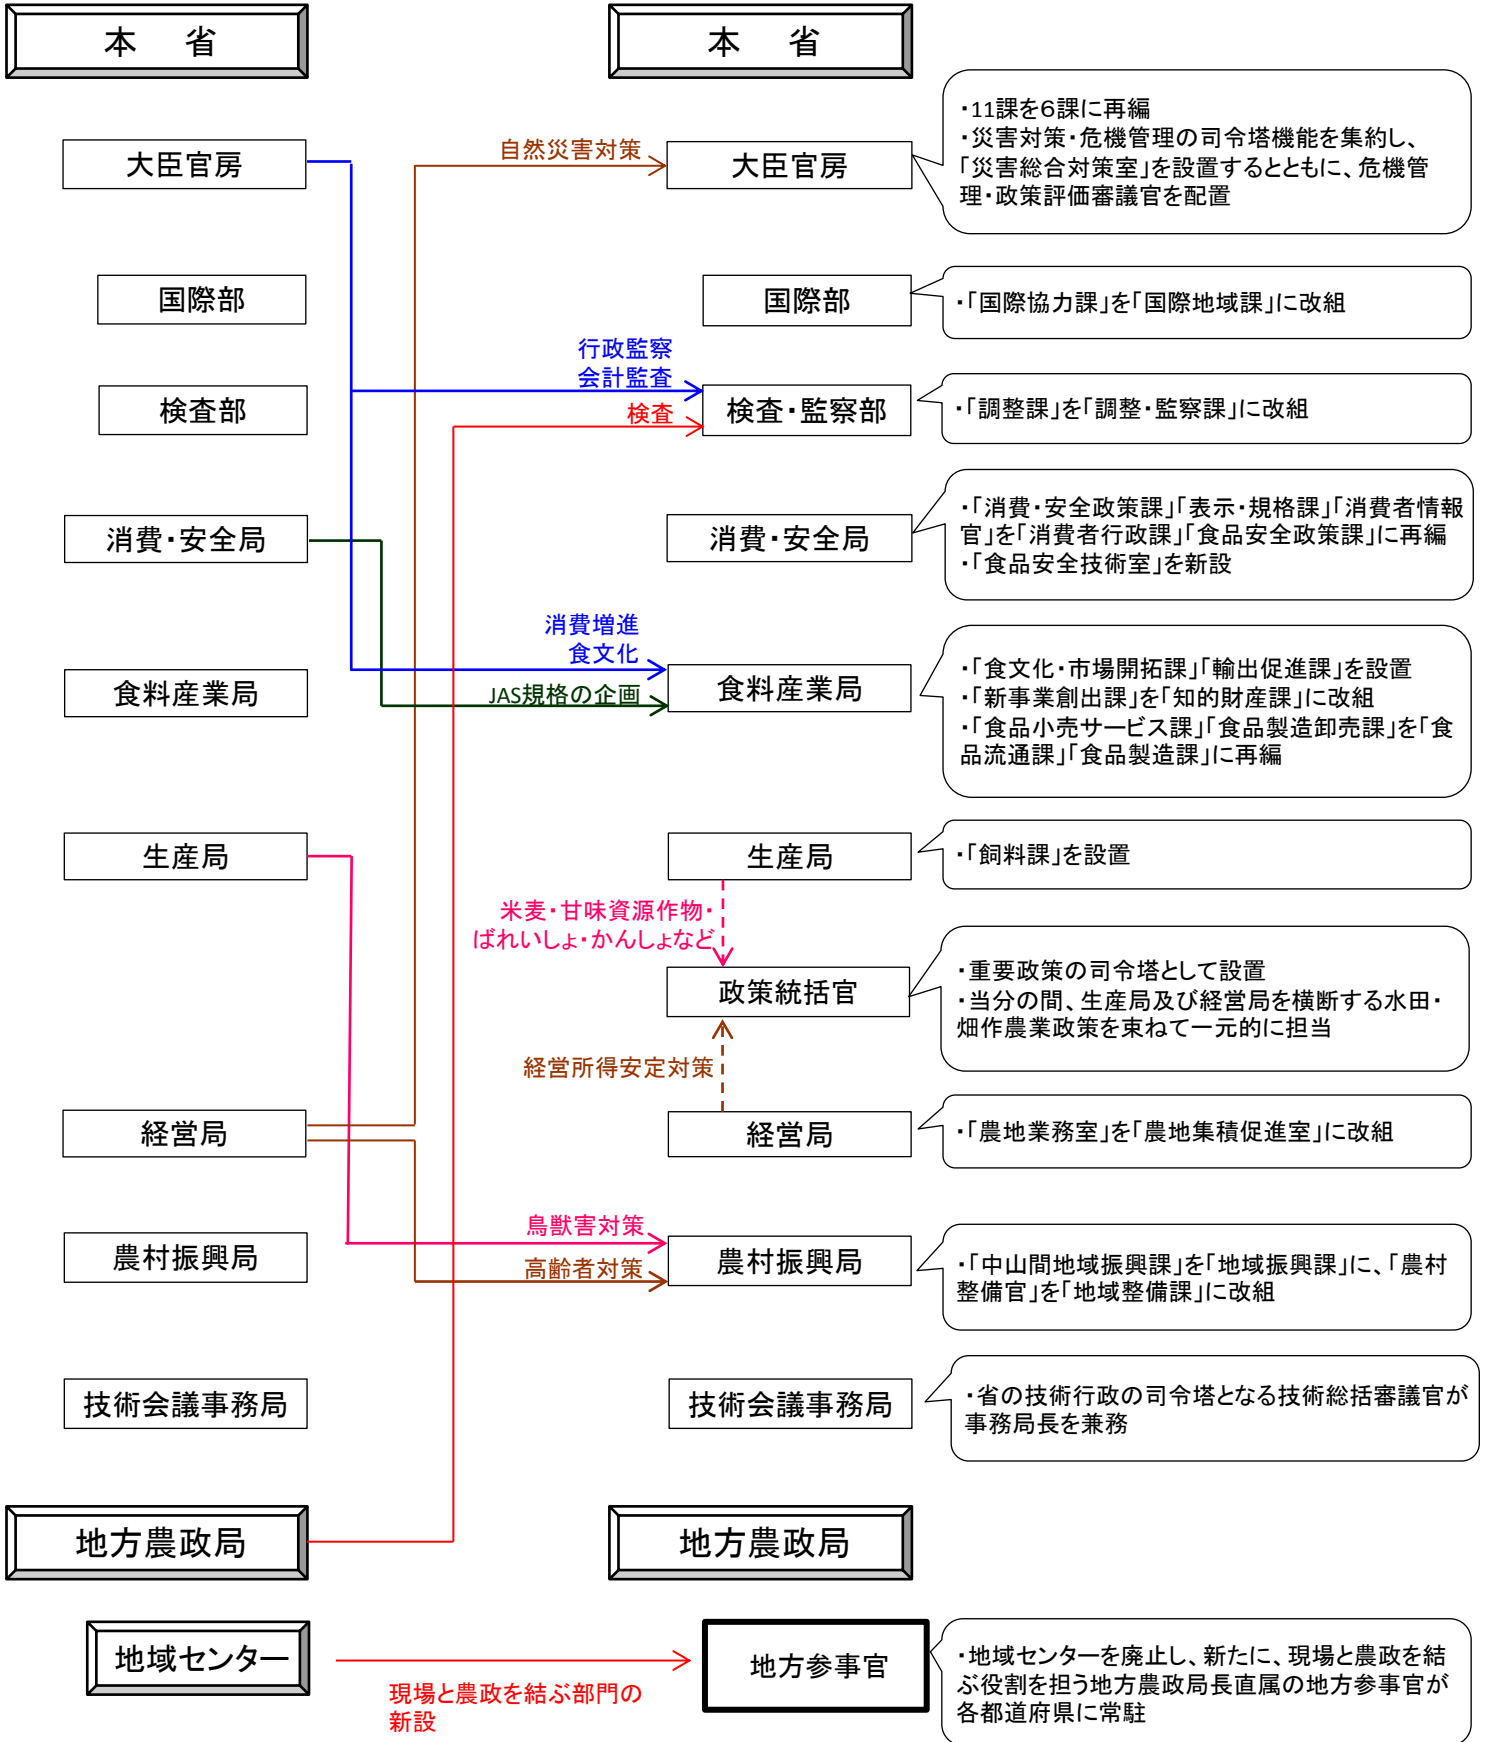 本　省
本　省
大臣官房
自然災害対策
大臣官房
・11課を6課に再編
・災害対策・危機管理の司令塔機能を集約し、
「災害総合対策室」を設置するとともに、危機管
理・政策評価審議官を配置
国際部
国際部
・「国際協力課」を「国際地域課」に改組
行政監察
会計監査
検査部
検査
検査・監察部
・「調整課」を「調整・監察課」に改組
消費・安全局
消費・安全局
・「消費・安全政策課」「表示・規格課」「消費者情報
官」を「消費者行政課」「食品安全政策課」に再編
・「食品安全技術室」を新設
消費増進
食文化
食料産業局
JAS規格の企画
食料産業局
・「食文化・市場開拓課」「輸出促進課」を設置
・「新事業創出課」を「知的財産課」に改組
・「食品小売サービス課」「食品製造卸売課」を「食
品流通課」「食品製造課」に再編
生産局
生産局
・「飼料課」を設置
米麦・甘味資源作物・
ばれいしょ・かんしょなど
政策統括官
・重要政策の司令塔として設置
・当分の間、生産局及び経営局を横断する水田・
畑作農業政策を束ねて一元的に担当
経営所得安定対策
経営局
経営局
・「農地業務室」を「農地集積促進室」に改組
農村振興局
鳥獣害対策
高齢者対策
農村振興局
・「中山間地域振興課」を「地域振興課」に、「農村
整備官」を「地域整備課」に改組
技術会議事務局
技術会議事務局
・省の技術行政の司令塔となる技術総括審議官が
事務局長を兼務
地方農政局
地方農政局
地域センター
現場と農政を結ぶ部門の
新設
地方参事官
・地域センターを廃止し、新たに、現場と農政を結
ぶ役割を担う地方農政局長直属の地方参事官が
各都道府県に常駐